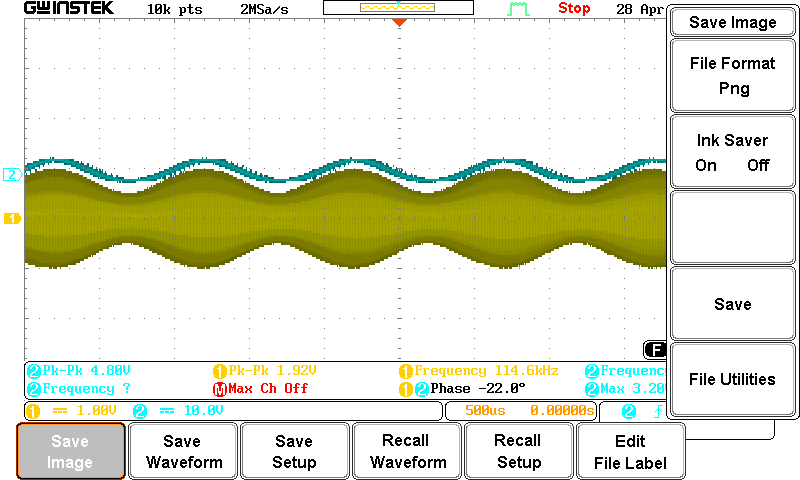 GWINSTEK 10k pts 2MSa/s Stop 28 Apr
Save Image
File Format
Png
Ink Saver
On Off
2
1
Save
F
2 Pk-Pk 4.80V 1 Pk-Pk 1.92V 1 Frequency 114.6kHz 2 Frequenc
2 Frequency ? M Max Ch Off 1 2 Phase -22.0° 2 Max 3.20
File Utilities
1 1.00V 2 10.0V 500us 0.00000s 2
Save Image
Save Waveform
Save Setup
Recall Waveform
Recall Setup
Edit File Label